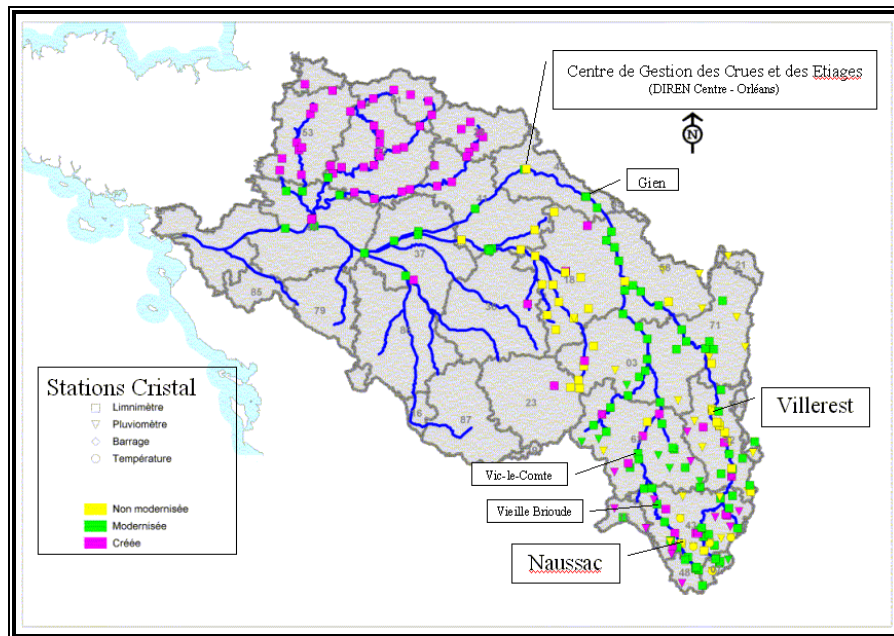 Centre de Gestion des Crues et des Etiages
(DIREN Centre - Orléans)
N
Gien
53
37
18
58
21
71
85
79
03
23
87
Stations Cristal
Limnimètre
Pluviomètre
Barrage
Température
Non modernisée
Modernisée
Créée
Villerest
Vic-le-Comte
Vieille Brioude
Naussac
43
48